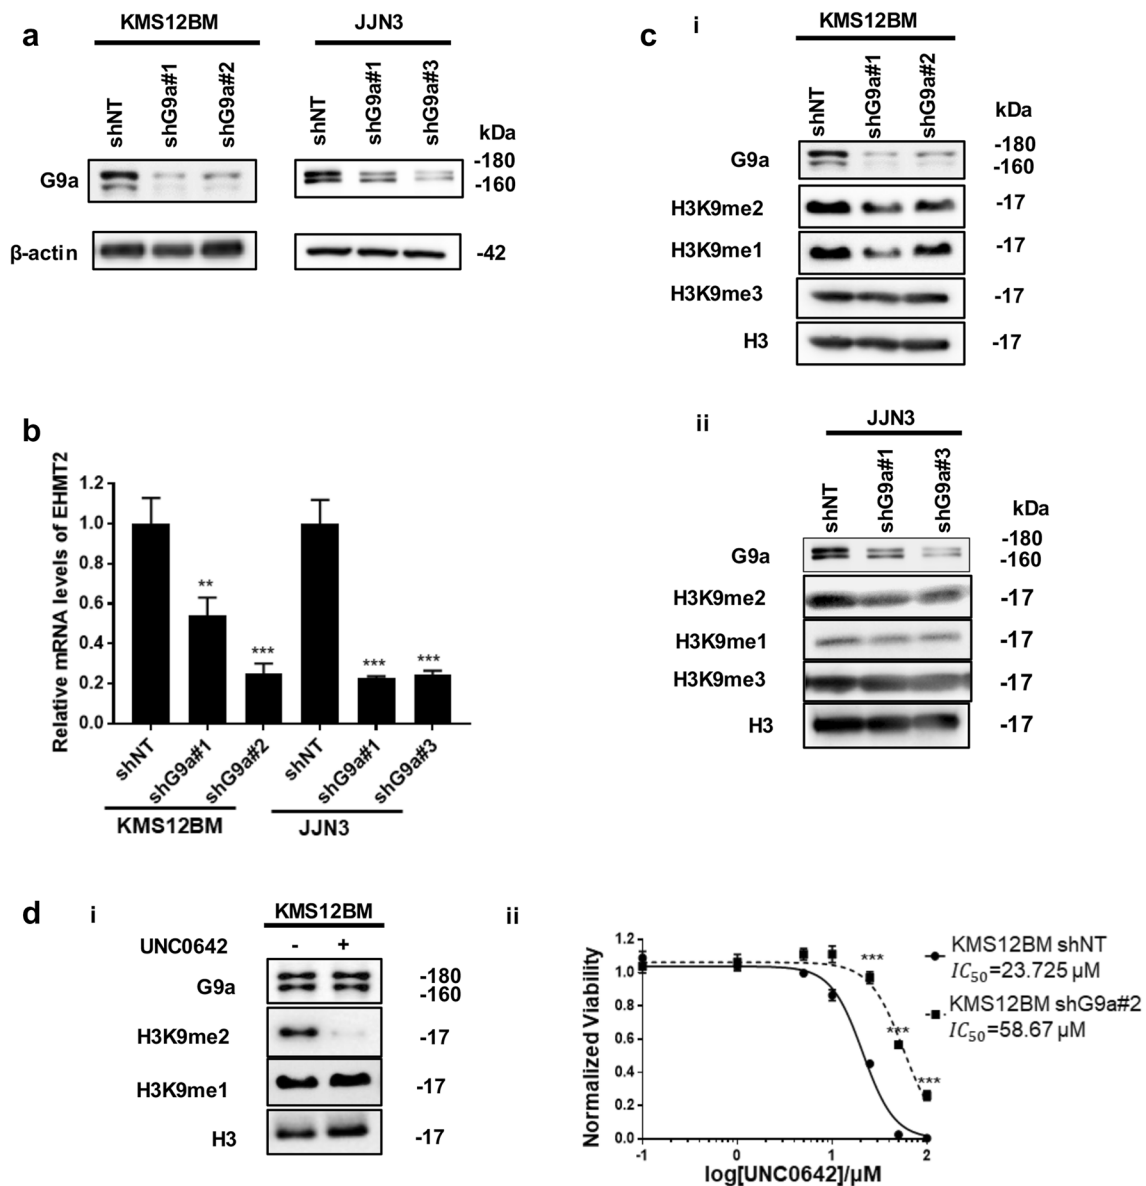 a
KMS12BM
JJN3
shNT
shG9a#1
shG9a#2
shNT
shG9a#1
shG9a#3
kDa
G9a
-180
-160
β-actin
-42
b
Relative mRNA levels of EHMT2
1.2
1.0
0.8
0.6
0.4
0.2
0.0
**
***
***
***
shNT
shG9a#1
shG9a#2
shNT
shG9a#1
shG9a#3
KMS12BM
JJN3
c
i
KMS12BM
shNT
shG9a#1
shG9a#2
kDa
G9a
-180
-160
H3K9me2
-17
H3K9me1
-17
H3K9me3
-17
H3
-17
ii
JJN3
shNT
shG9a#1
shG9a#3
kDa
G9a
-180
-160
H3K9me2
-17
H3K9me1
-17
H3K9me3
-17
H3
-17
d
i
KMS12BM
UNC0642 - +
G9a
-180
-160
H3K9me2
-17
H3K9me1
-17
H3
-17
ii
Normalized Viability
1.2
1.0
0.8
0.6
0.4
0.2
0.0
-1 0 1 2
log[UNC0642]/µM
***
***
***
KMS12BM shNT
IC50=23.725 µM
KMS12BM shG9a#2
IC50=58.67 µM